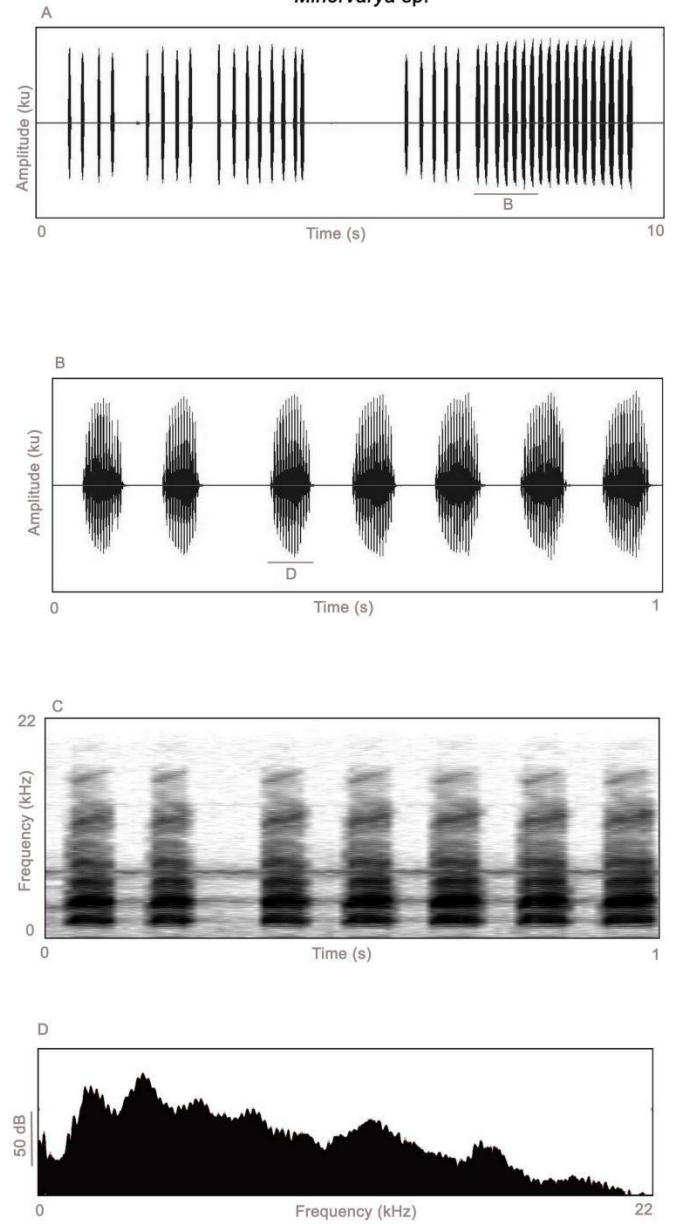 Minervarya sp.
A
Amplitude (ku)
B
0
Time (s)
10
B
Amplitude (ku)
D
0
Time (s)
1
C
22
Frequency (kHz)
0
0
Time (s)
1
D
50 dB
0
Frequency (kHz)
22